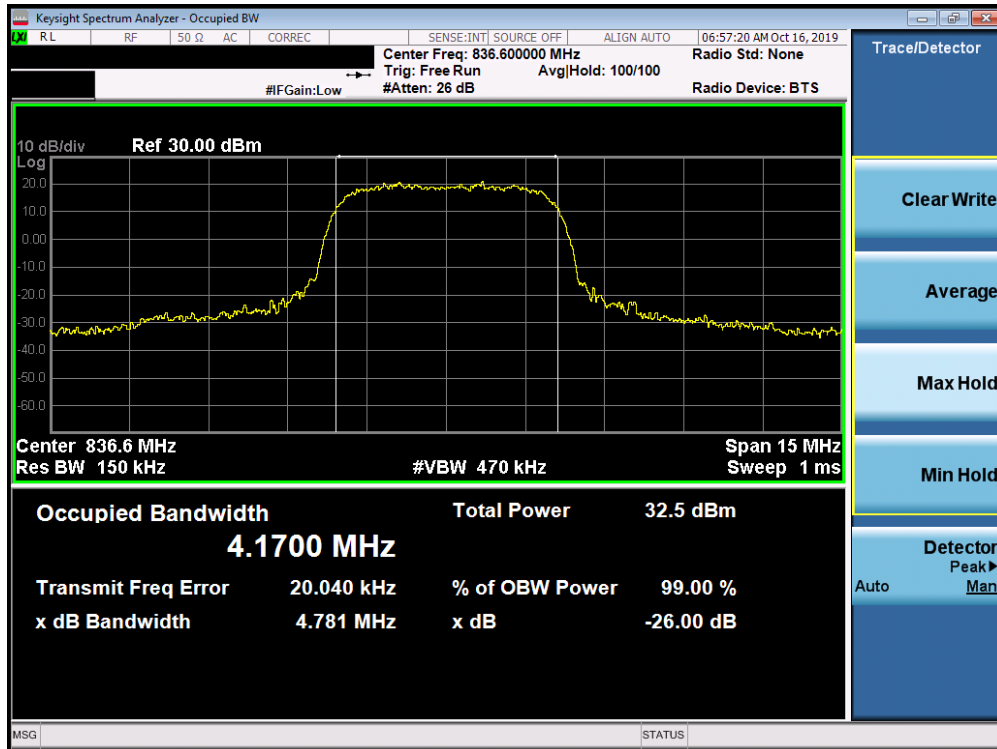 Keysight Spectrum Analyzer - Occupied BW
LXI RL RF 50 Ω AC CORREC SENSE:INT SOURCE OFF ALIGN AUTO 06:57:20 AM Oct 16, 2019
Center Freq: 836.600000 MHz Radio Std: None
Trig: Free Run Avg|Hold: 100/100
#IFGain:Low #Atten: 26 dB Radio Device: BTS
10 dB/div Ref 30.00 dBm
Log
20.0
10.0
0.00
-10.0
-20.0
-30.0
-40.0
-50.0
-60.0
Center 836.6 MHz Span 15 MHz
Res BW 150 kHz #VBW 470 kHz Sweep 1 ms
Occupied Bandwidth Total Power 32.5 dBm
4.1700 MHz
Transmit Freq Error 20.040 kHz % of OBW Power 99.00 %
x dB Bandwidth 4.781 MHz x dB -26.00 dB
MSG STATUS
Trace/Detector
Clear Write
Average
Max Hold
Min Hold
Detector
Peak▶
Auto Man